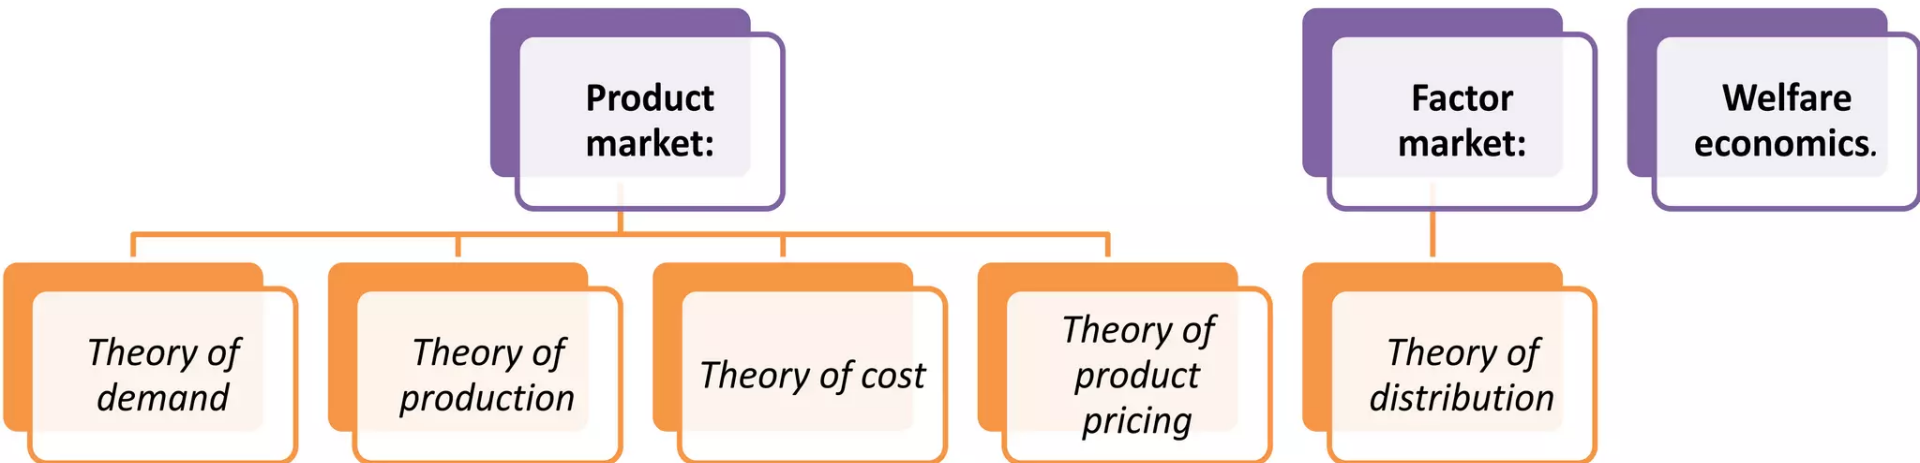 Product
market:
Factor
market:
Welfare
economics.
Theory of
demand
Theory of
production
Theory of cost
Theory of
product
pricing
Theory of
distribution